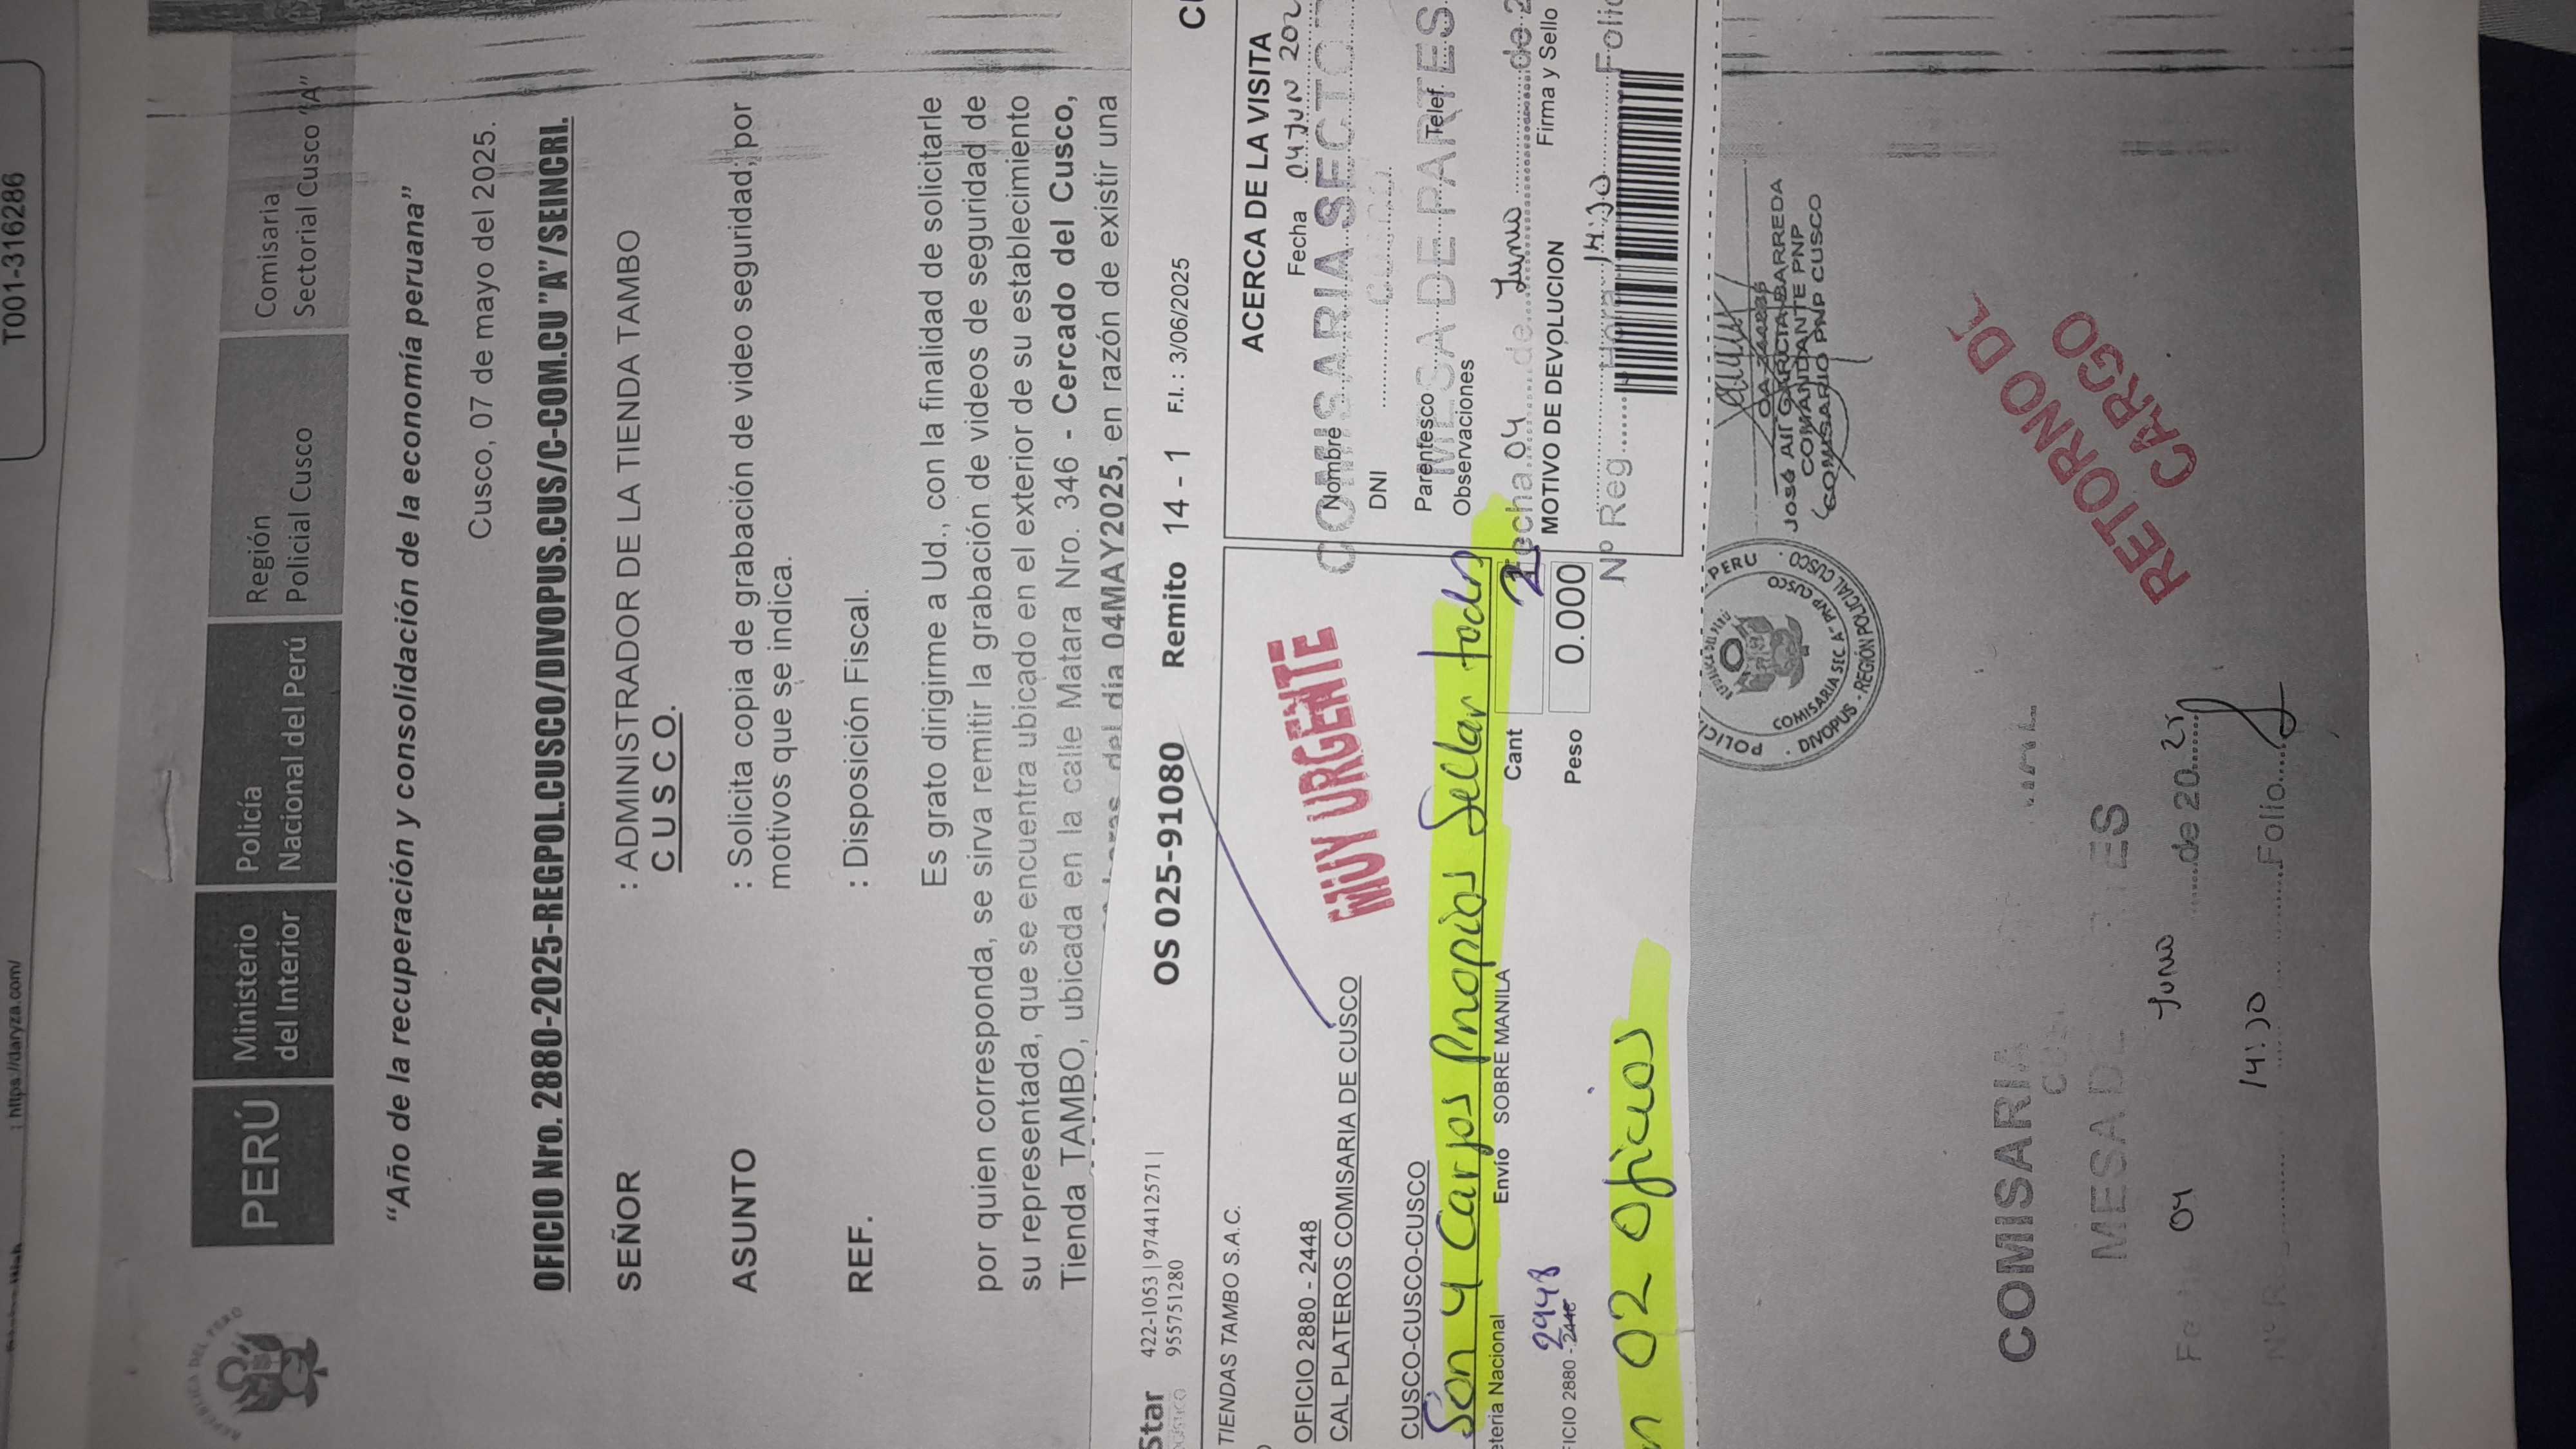 T001-316286
: https://daryza.com/
PERÚ
Ministerio
del Interior
Policía
Nacional del Perú
Región
Policial Cusco
Comisaria
Sectorial Cusco "A"
"Año de la recuperación y consolidación de la economía peruana"
Cusco, 07 de mayo del 2025.
OFICIO Nro. 2880-2025-REGPOL.CUSCO/DIVOPUS.CUS/C-COM.CU "A"/SEINCRI.
SEÑOR : ADMINISTRADOR DE LA TIENDA TAMBO
C U S C O.
ASUNTO : Solicita copia de grabación de video seguridad; por
motivos que se indica.
REF. : Disposición Fiscal.
Es grato dirigirme a Ud., con la finalidad de solicitarle
por quien corresponda, se sirva remitir la grabación de videos de seguridad de
su representada, que se encuentra ubicado en el exterior de su establecimiento
Tienda TAMBO, ubicada en la calle Matara Nro. 346 - Cercado del Cusco,
del día 04MAY2025, en razón de existir una
Star
422-1053 | 974412571 |
955751280
OS 025-91080 Remito 14 - 1 F.I. : 3/06/2025
TIENDAS TAMBO S.A.C.
OFICIO 2880 - 2448
CAL PLATEROS COMISARIA DE CUSCO
MUY URGENTE
CUSCO-CUSCO-CUSCO
Son 4 Cargos Propios Sellar todos
Envío SOBRE MANILA
Cant 2
Peso 0.000
2948
02 Oficios
ACERCA DE LA VISITA
Fecha 04 JUN
Nombre
COMISARIA
DNI
Parentesco
Telef.
MESA DE PARTES
Observaciones
Fecha 04 de Junio de 2
MOTIVO DE DEVOLUCION
Firma y Sello
Nº Reg. Hora 14:30 Folio
POLICIA PERU
COMISARIA SEC. A - PNP CUSCO
DIVOPUS - REGIÓN POLICIAL CUSCO
GARCIA BARREDA
COMANDANTE PNP
COMISARIO PNP CUSCO
RETORNO DE
CARGO
COMISARIA
MESA DE
04 Junio de 2025
14:30 Folio